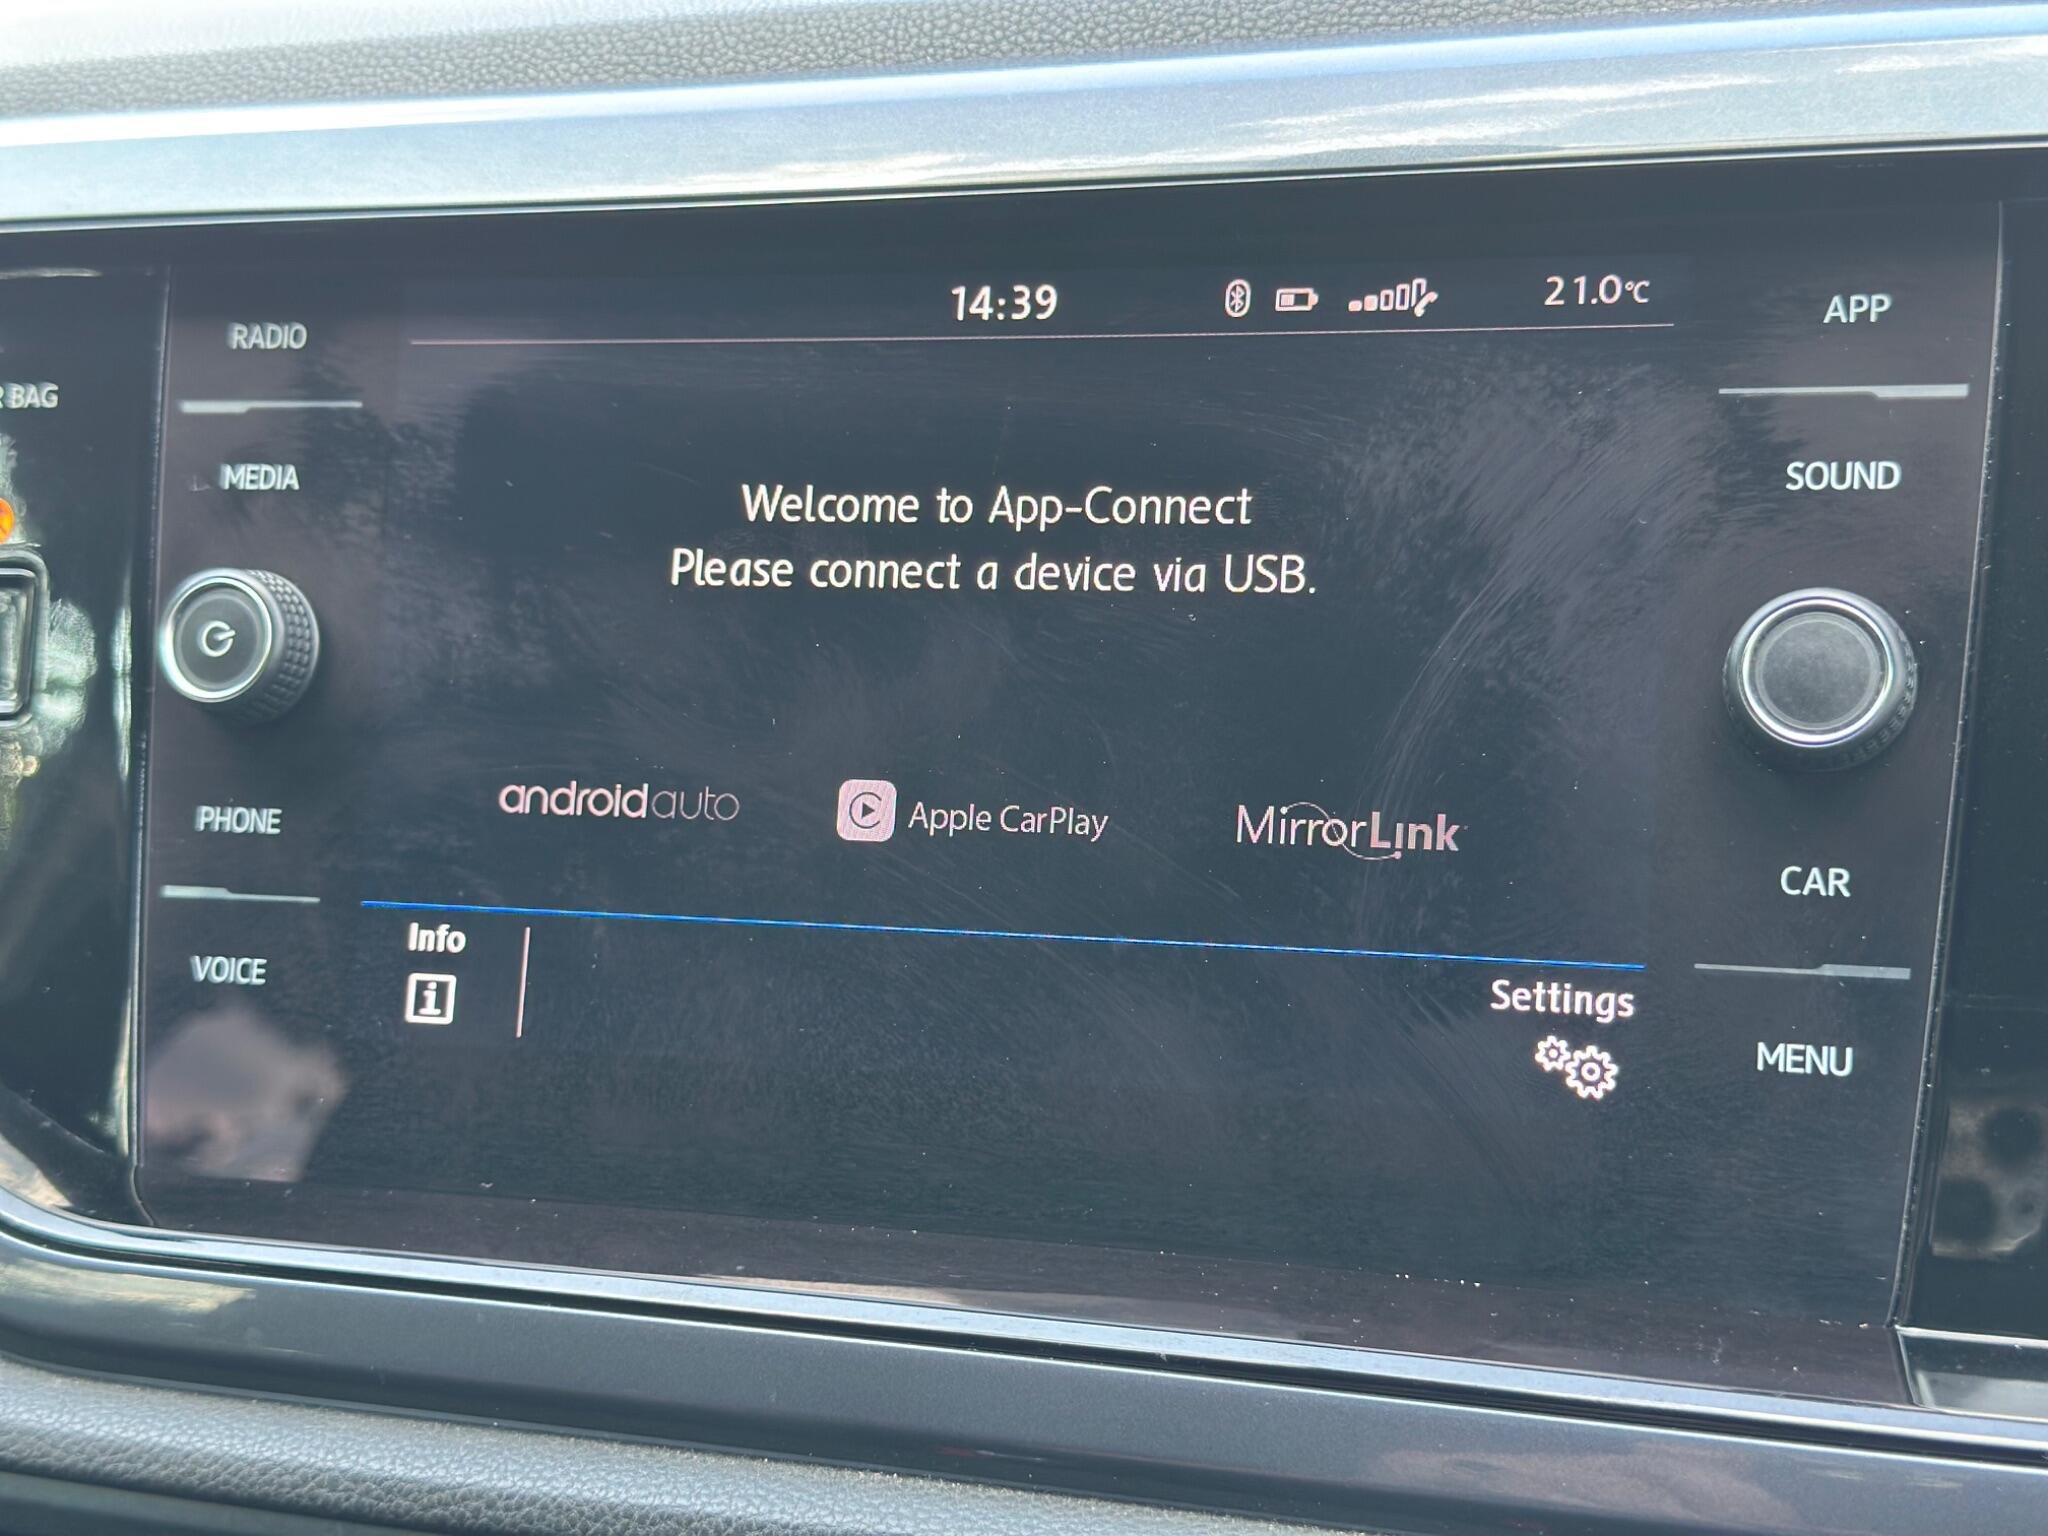 14:39
21.0°C
RADIO
MEDIA
PHONE
VOICE
BAG
Welcome to App-Connect
Please connect a device via USB.
androidauto
Apple CarPlay
MirrorLink
Info
i
Settings
APP
SOUND
CAR
MENU